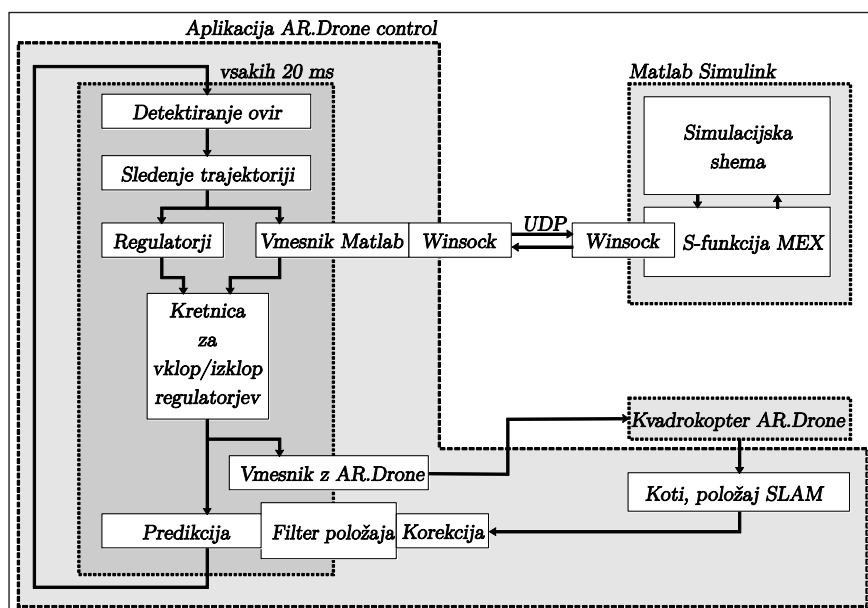 Aplikacija AR.Drone control
vsakih 20 ms
Detektiranje ovir
Sledenje trajektoriji
Regulatorji
Vmesnik Matlab
Winsock
UDP
Winsock
Matlab Simulink
Simulacijska
shema
S-funkcija MEX
Kretnica
za
vklop/izklop
regulatorjev
Kvadrokopter AR.Drone
Vmesnik z AR.Drone
Koti, položaj SLAM
Predikcija
Filter položaja
Korekcija